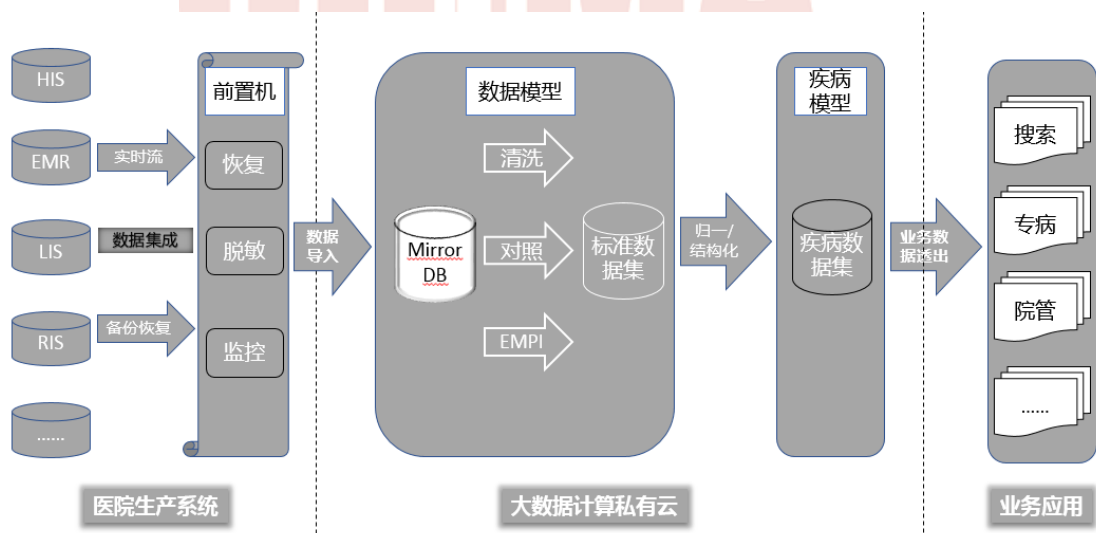 HIS
EMR
LIS
RIS
……
实时流
数据集成
备份恢复
前置机
恢复
脱敏
监控
数据
导入
数据模型
清洗
Mirror
DB
对照
EMPI
标准数
据集
归一/
结构化
疾病
模型
疾病数
据集
业务数
据透出
搜索
专病
院管
……
医院生产系统
大数据计算私有云
业务应用